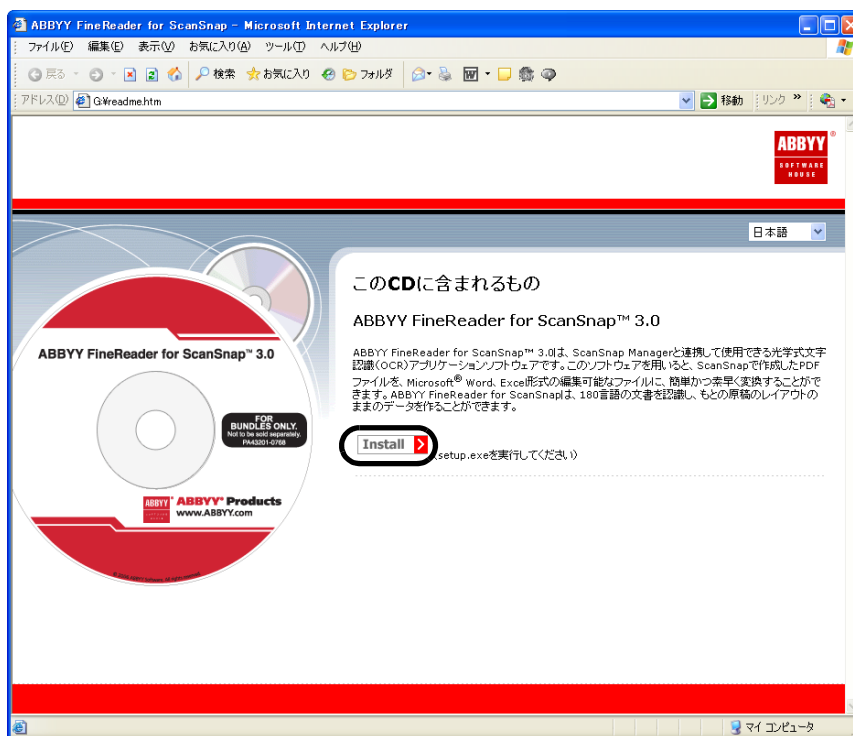 ABBYY FineReader for ScanSnap - Microsoft Internet Explorer
ファイル(F) 編集(E) 表示(V) お気に入り(A) ツール(T) ヘルプ(H)
戻る 検索 お気に入り フォルダ
アドレス(D) G:¥readme.htm 移動 リンク »
ABBYY®
SOFTWARE
HOUSE
日本語
このCDに含まれるもの
ABBYY FineReader for ScanSnap™ 3.0
ABBYY FineReader for ScanSnap™ 3.0は、ScanSnap Managerと連携して使用できる光学式文字
認識(OCR)アプリケーションソフトウェアです。このソフトウェアを用いると、ScanSnapで作成したPDF
ファイルを、Microsoft® Word、Excel形式の編集可能なファイルに、簡単かつ素早く変換することがで
きます。ABBYY FineReader for ScanSnapは、180言語の文書を認識し、もとの原稿のレイアウトの
ままのデータを作ることができます。
Install
(setup.exeを実行してください)
ABBYY FineReader for ScanSnap™ 3.0
FOR
BUNDLES ONLY.
Not to be sold separately.
PA43201-0768
ABBYY® ABBYY® Products
www.ABBYY.com
マイ コンピュータ